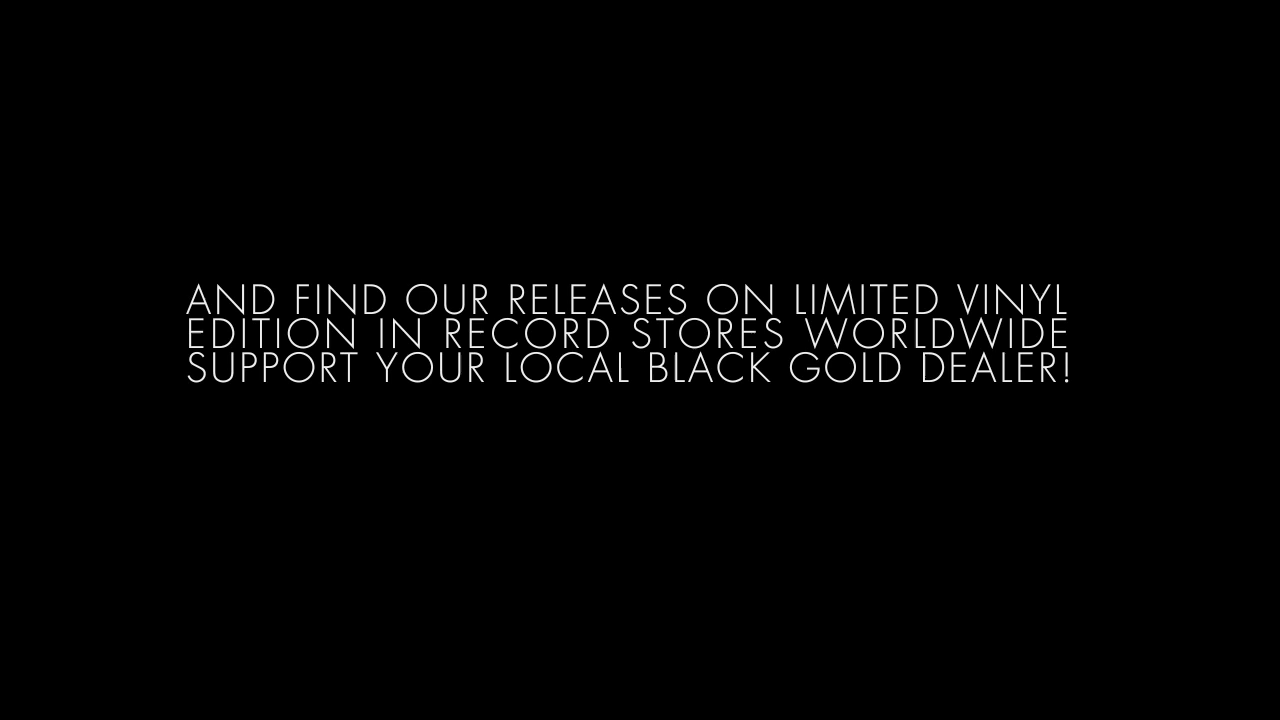 AND FIND OUR RELEASES ON LIMITED VINYL
EDITION IN RECORD STORES WORLDWIDE
SUPPORT YOUR LOCAL BLACK GOLD DEALER!